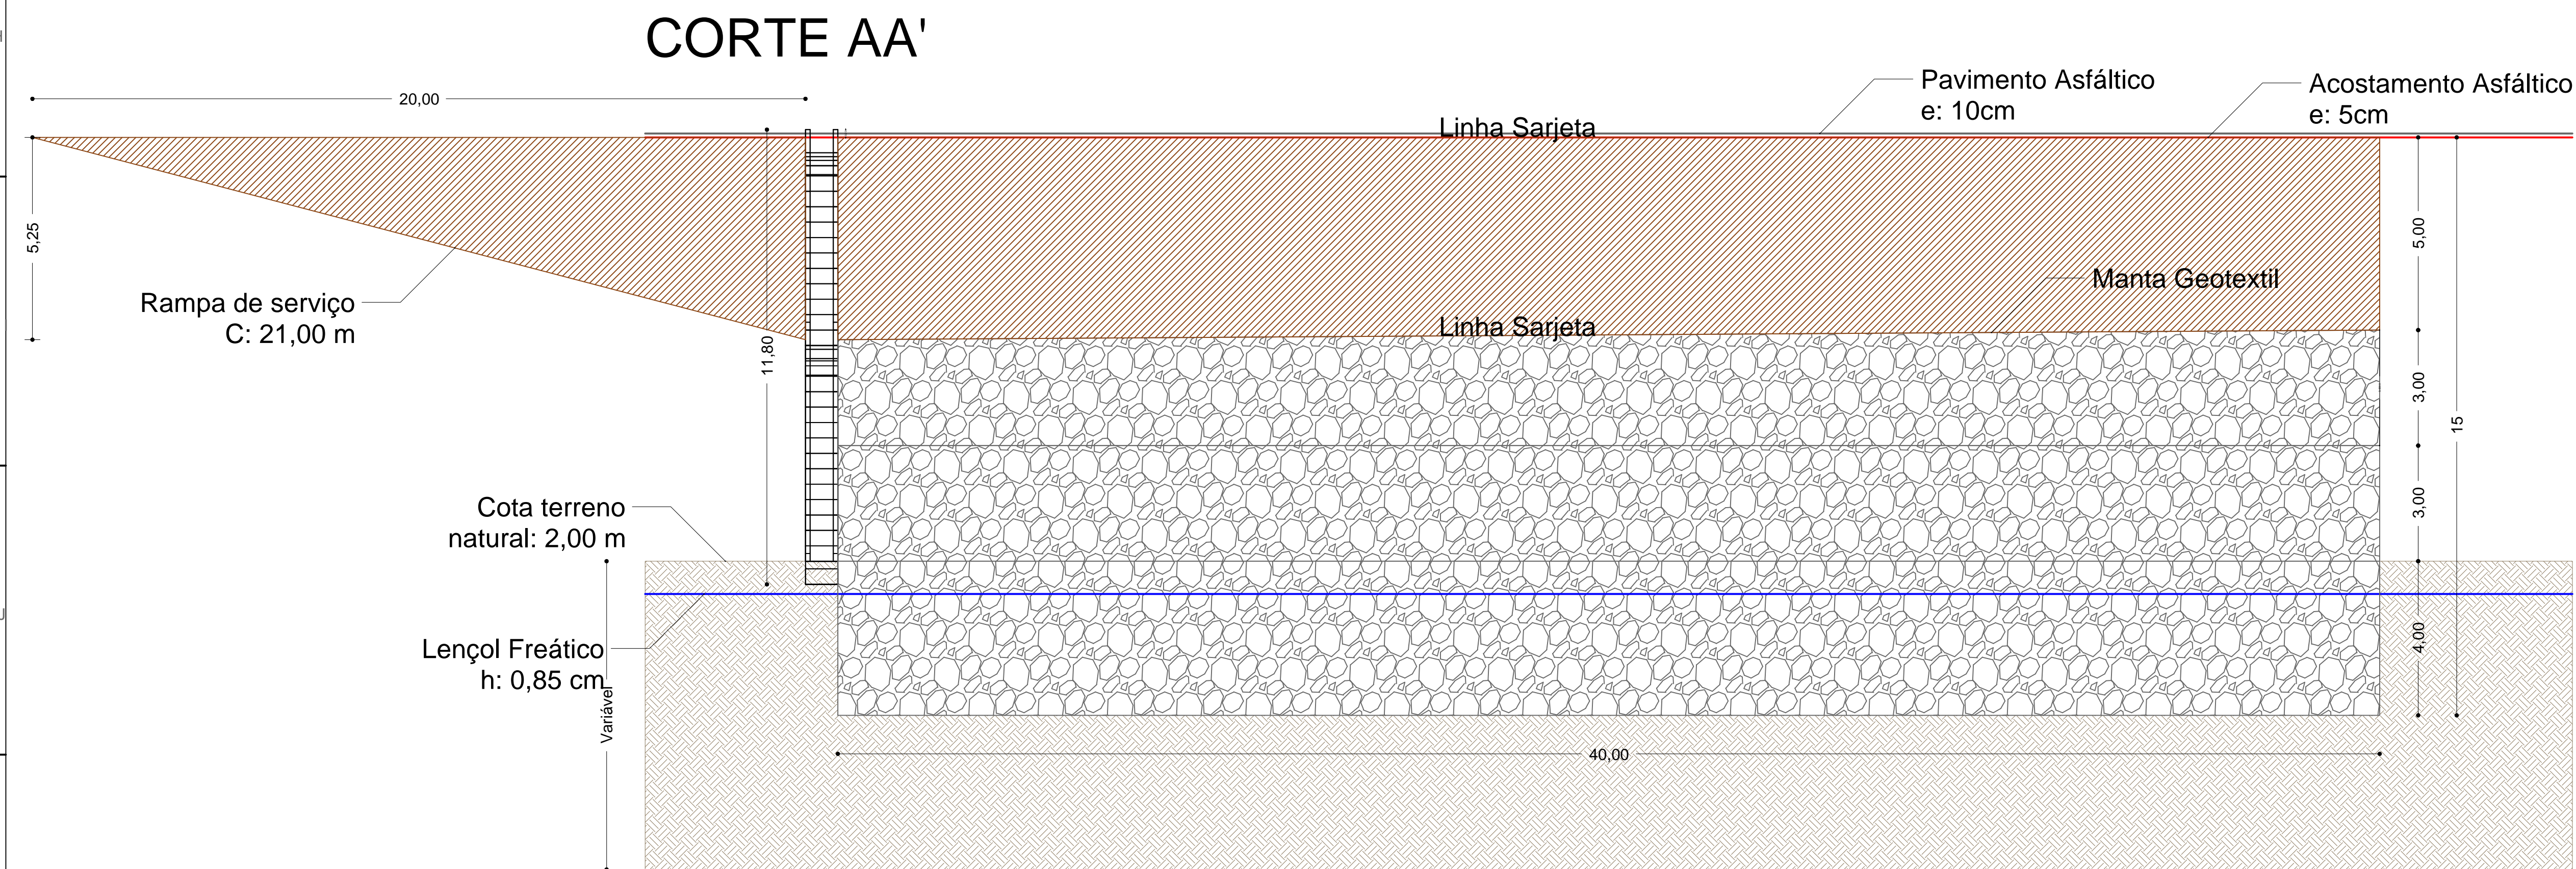 CORTE AA'
Pavimento Asfáltico
e: 10cm
Acostamento Asfáltico
e: 5cm
20,00
Linha Sarjeta
5,25
5,00
Manta Geotextil
Rampa de serviço
C: 21,00 m
Linha Sarjeta
11,80
3,00
15
Cota terreno
natural: 2,00 m
3,00
Lençol Freático
h: 0,85 cm
4,00
Variável
40,00